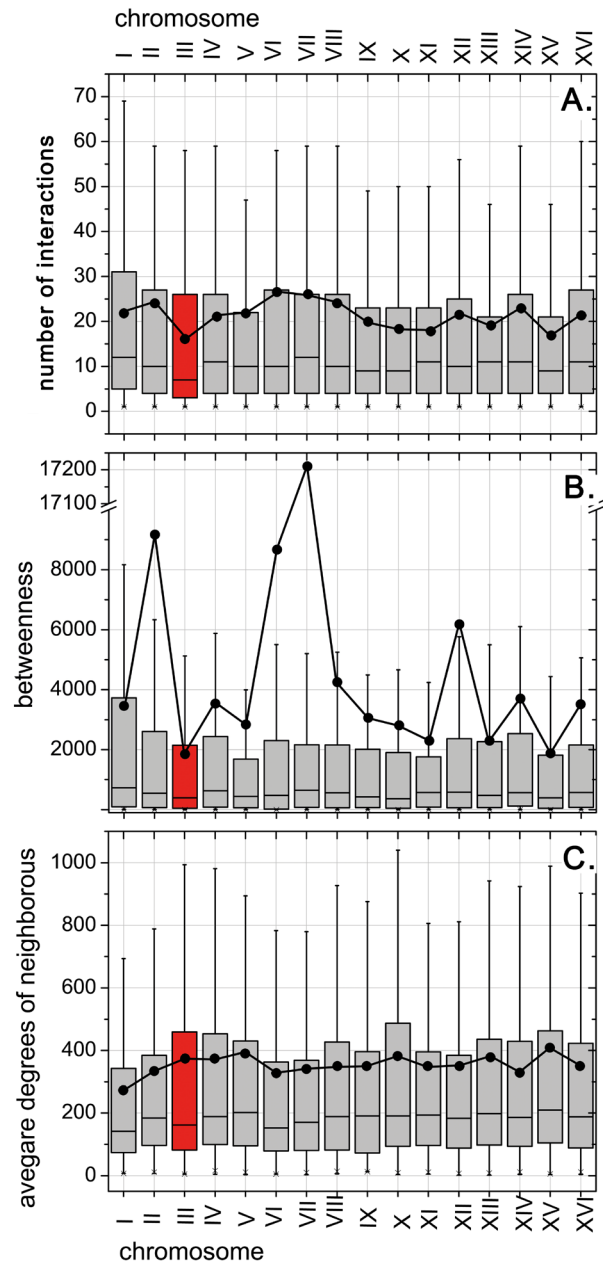 chromosome
I II III IV V VI VII VIII IX X XI XII XIII XIV XV XVI
A.
number of interactions
70
60
50
40
30
20
10
0
B.
betweenness
17200
17100
8000
6000
4000
2000
C.
avegare degrees of neighborous
1000
800
600
400
200
0
I II III IV V VI VII VIII IX X XI XII XIII XIV XV XVI
chromosome